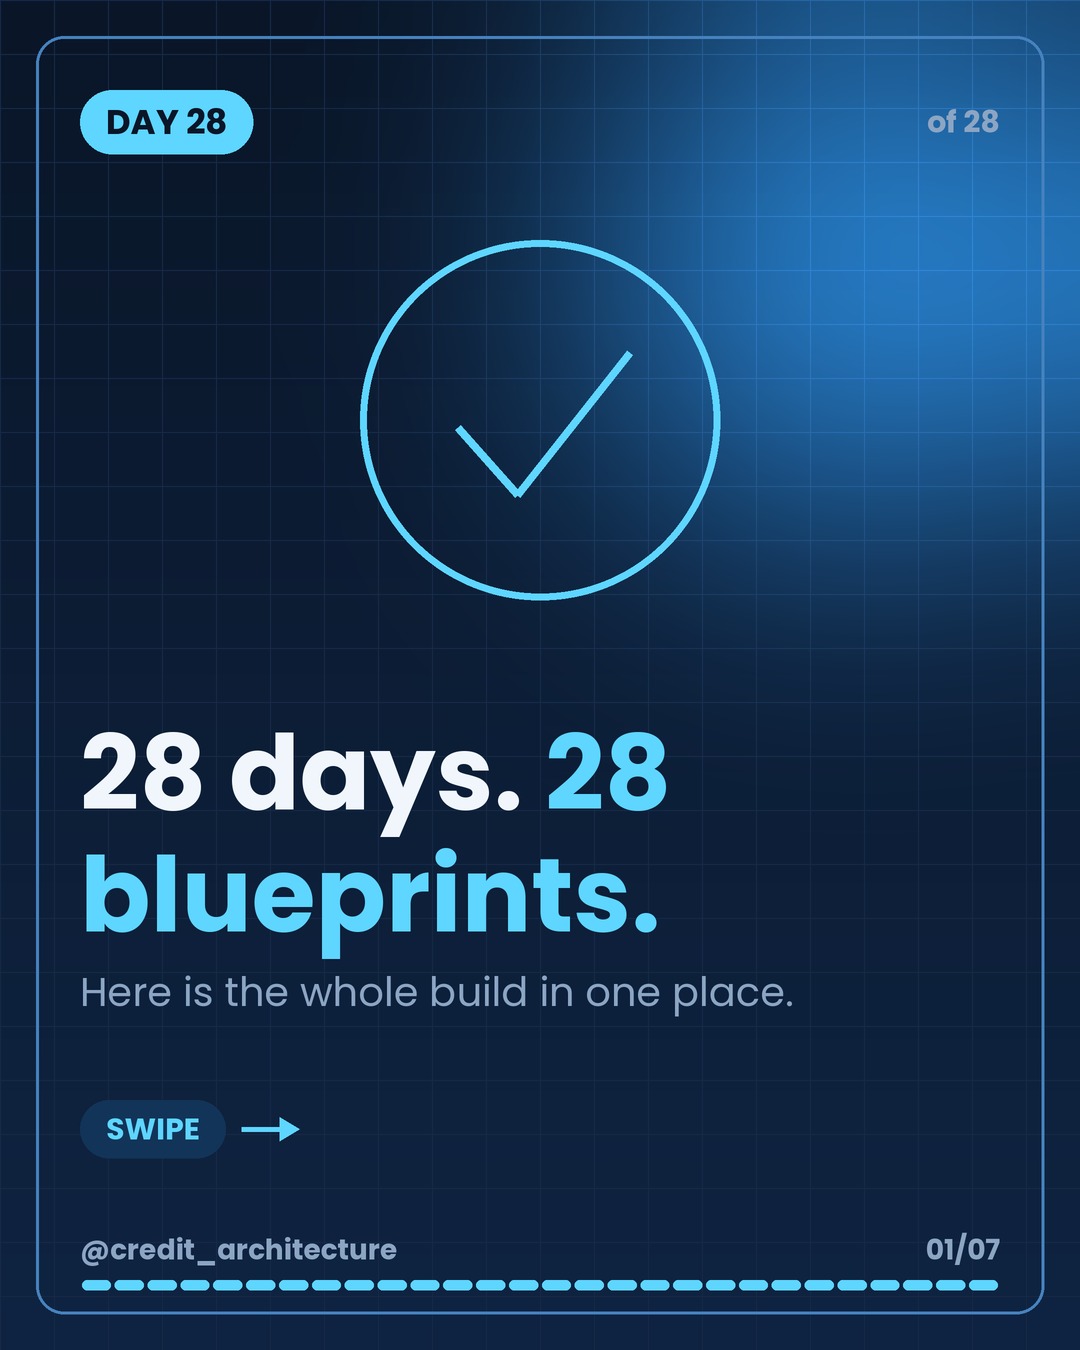 DAY 28
of 28
28 days. 28
blueprints.
Here is the whole build in one place.
SWIPE
@credit_architecture
01/07